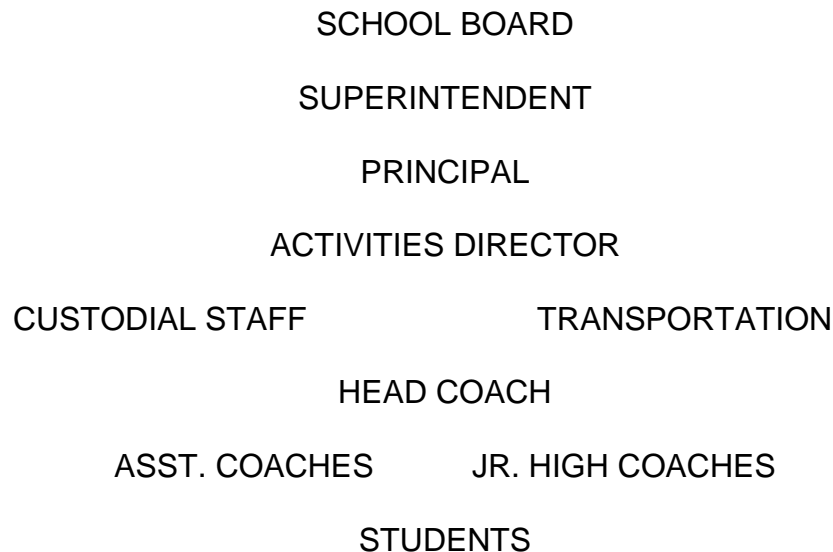 SCHOOL BOARD
SUPERINTENDENT
PRINCIPAL
ACTIVITIES DIRECTOR
CUSTODIAL STAFF TRANSPORTATION
HEAD COACH
ASST. COACHES JR. HIGH COACHES
STUDENTS